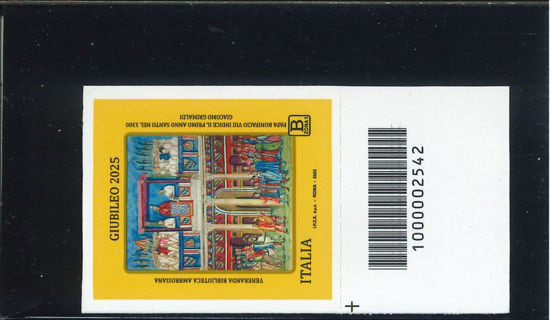 GIUBILEO 2025
PAPA BONIFACIO VIII INDICE IL PRIMO ANNO SANTO NEL 1300
GIACOMO GRIMALDI
B
ZONA 1
VENERANDA BIBLIOTECA AMBROSIANA
ITALIA
I.P.Z.S. S.p.A. - ROMA - 2025
1000002542